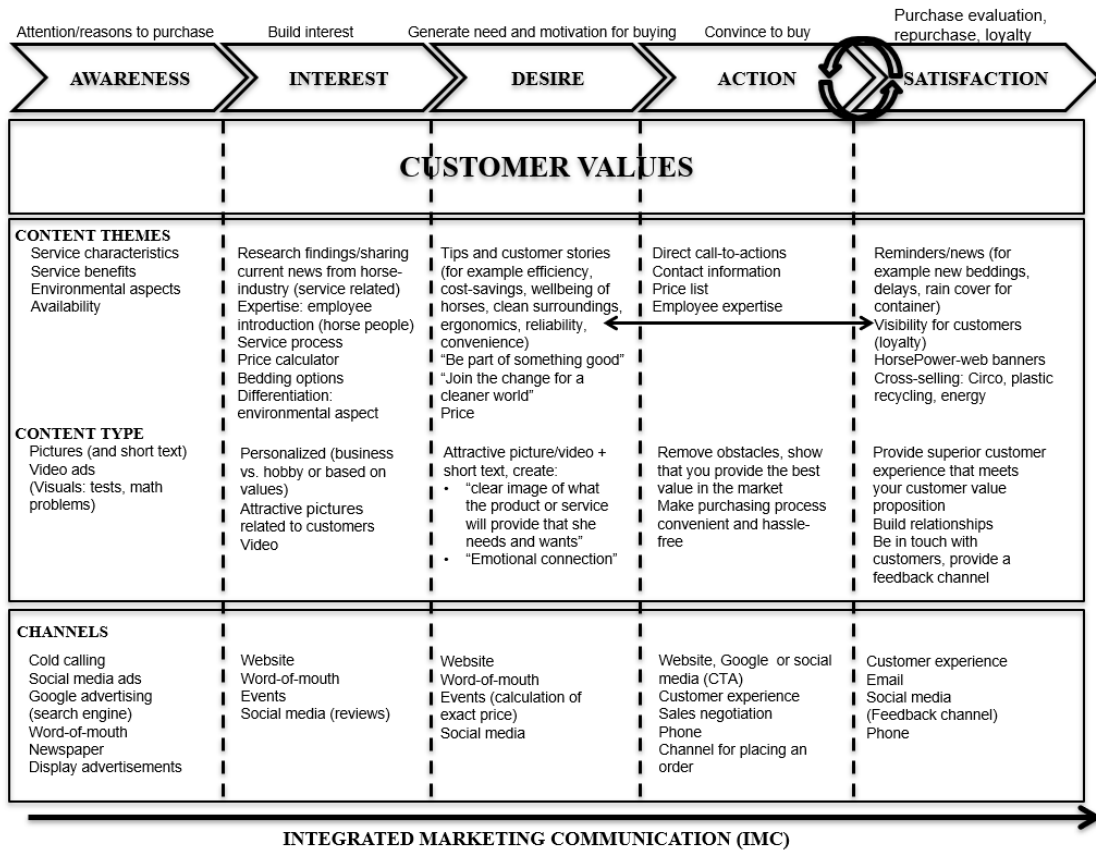 Attention/reasons to purchase
Build interest
Generate need and motivation for buying
Convince to buy
Purchase evaluation,
repurchase, loyalty
AWARENESS
INTEREST
DESIRE
ACTION
SATISFACTION
CUSTOMER VALUES
CONTENT THEMES
Service characteristics
Service benefits
Environmental aspects
Availability
Research findings/sharing
current news from horse-
industry (service related)
Expertise: employee
introduction (horse people)
Service process
Price calculator
Bedding options
Differentiation:
environmental aspect
Tips and customer stories
(for example efficiency,
cost-savings, wellbeing of
horses, clean surroundings,
ergonomics, reliability,
convenience)
“Be part of something good”
“Join the change for a
cleaner world”
Price
Direct call-to-actions
Contact information
Price list
Employee expertise
Reminders/news (for
example new beddings,
delays, rain cover for
container)
Visibility for customers
(loyalty)
HorsePower-web banners
Cross-selling: Circo, plastic
recycling, energy
CONTENT TYPE
Pictures (and short text)
Video ads
(Visuals: tests, math
problems)
Personalized (business
vs. hobby or based on
values)
Attractive pictures
related to customers
Video
Attractive picture/video +
short text, create:
• “clear image of what
the product or service
will provide that she
needs and wants”
• “Emotional connection”
Remove obstacles, show
that you provide the best
value in the market
Make purchasing process
convenient and hassle-
free
Provide superior customer
experience that meets
your customer value
proposition
Build relationships
Be in touch with
customers, provide a
feedback channel
CHANNELS
Cold calling
Social media ads
Google advertising
(search engine)
Word-of-mouth
Newspaper
Display advertisements
Website
Word-of-mouth
Events
Social media (reviews)
Website
Word-of-mouth
Events (calculation of
exact price)
Social media
Website, Google or social
media (CTA)
Customer experience
Sales negotiation
Phone
Channel for placing an
order
Customer experience
Email
Social media
(Feedback channel)
Phone
INTEGRATED MARKETING COMMUNICATION (IMC)